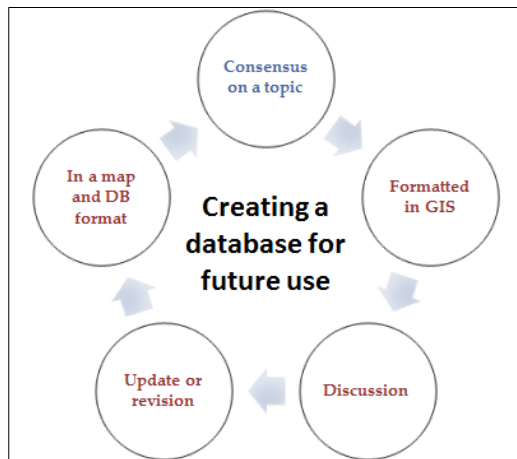 Consensus
on a topic
Formatted
in GIS
Discussion
Update or
revision
In a map
and DB
format
Creating a
database for
future use